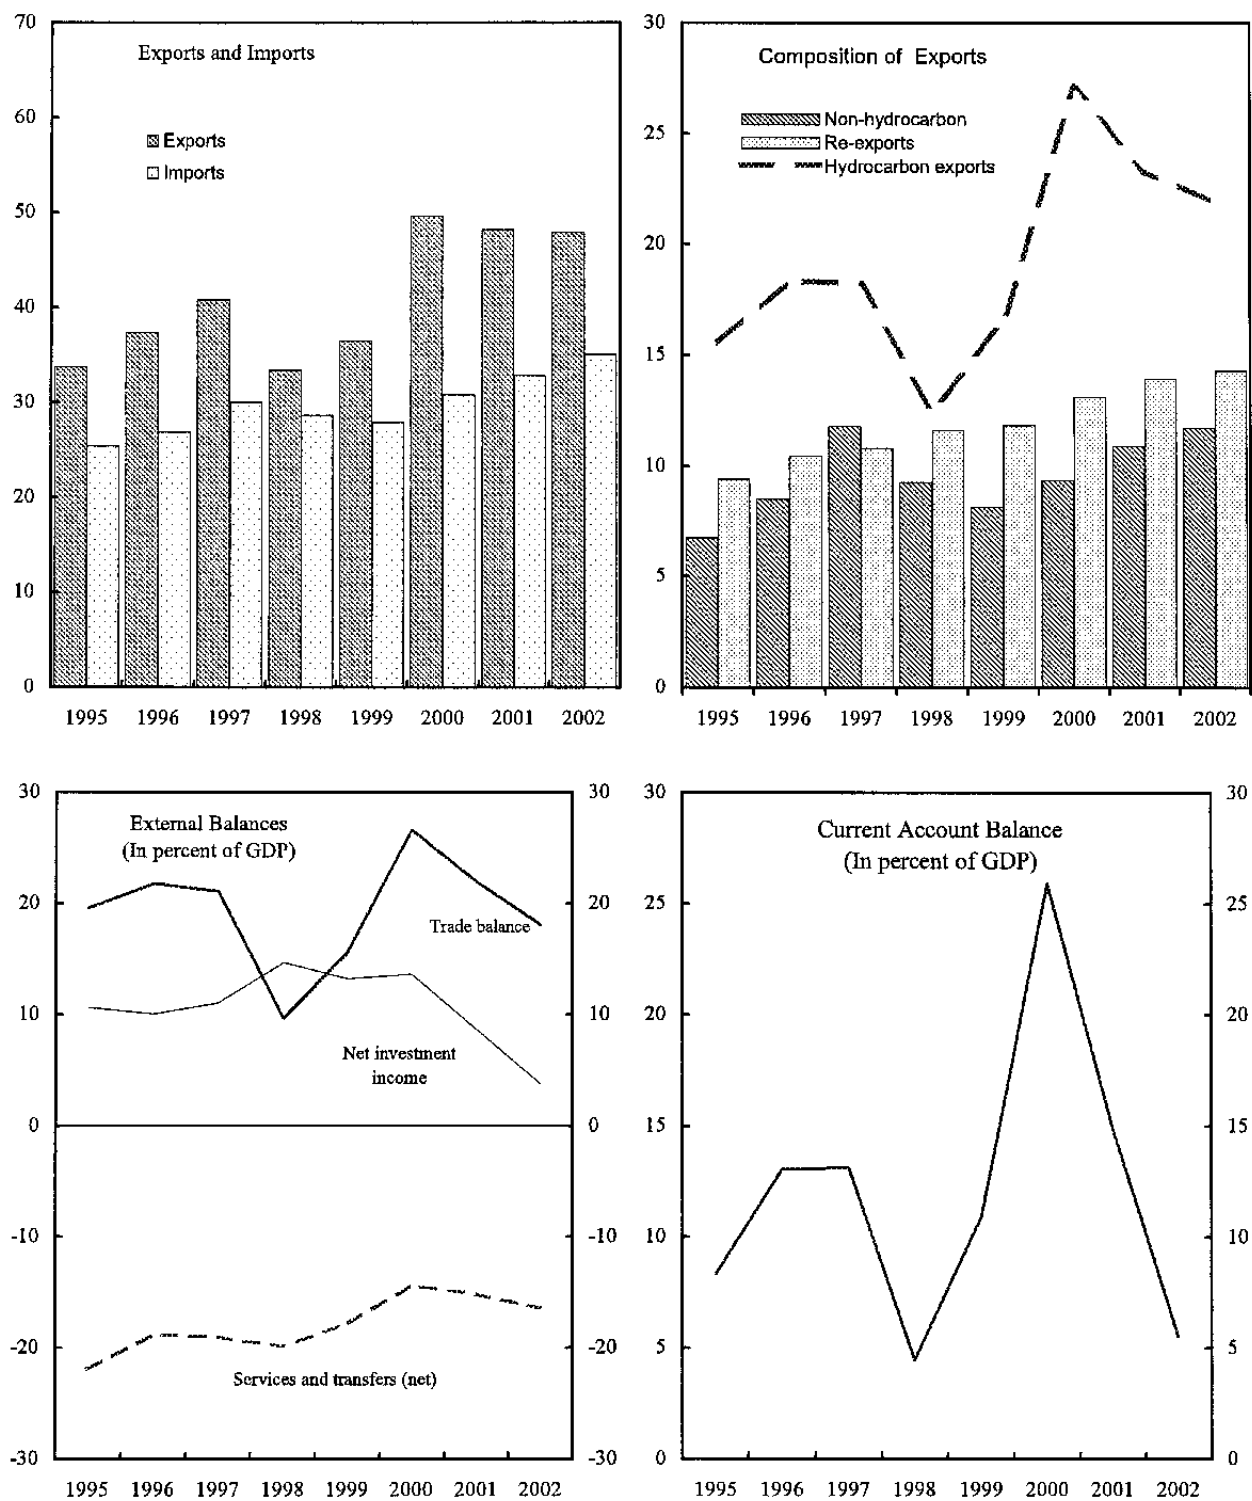 Exports and Imports
Exports
Imports
70
60
50
40
30
20
10
0
1995 1996 1997 1998 1999 2000 2001 2002
Composition of Exports
Non-hydrocarbon
Re-exports
Hydrocarbon exports
30
25
20
15
10
5
0
1995 1996 1997 1998 1999 2000 2001 2002
External Balances
(In percent of GDP)
Trade balance
Net investment
income
Services and transfers (net)
30
20
10
0
-10
-20
-30
30
20
10
0
-10
-20
-30
1995 1996 1997 1998 1999 2000 2001 2002
Current Account Balance
(In percent of GDP)
30
25
20
15
10
5
0
30
25
20
15
10
5
0
1995 1996 1997 1998 1999 2000 2001 2002